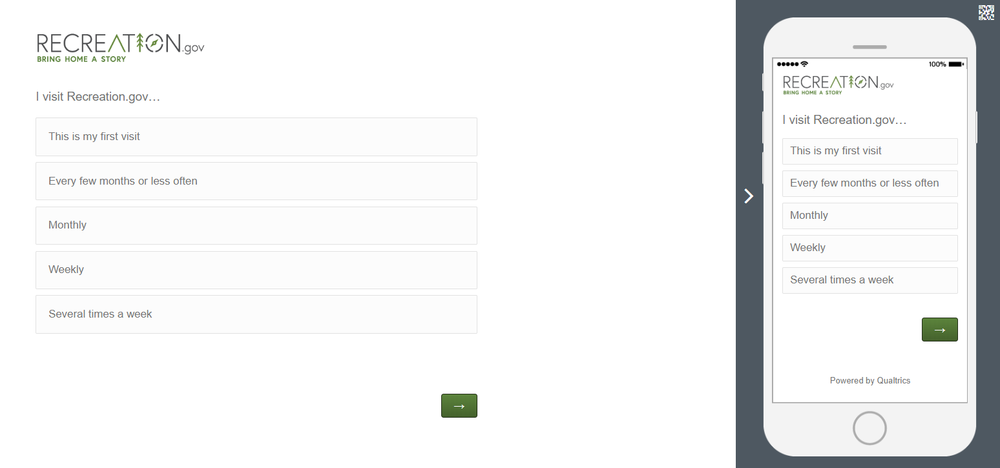 RECREATION.gov
BRING HOME A STORY
I visit Recreation.gov…
This is my first visit
Every few months or less often
Monthly
Weekly
Several times a week
→
100%
RECREATION.gov
BRING HOME A STORY
I visit Recreation.gov…
This is my first visit
Every few months or less often
Monthly
Weekly
Several times a week
→
Powered by Qualtrics